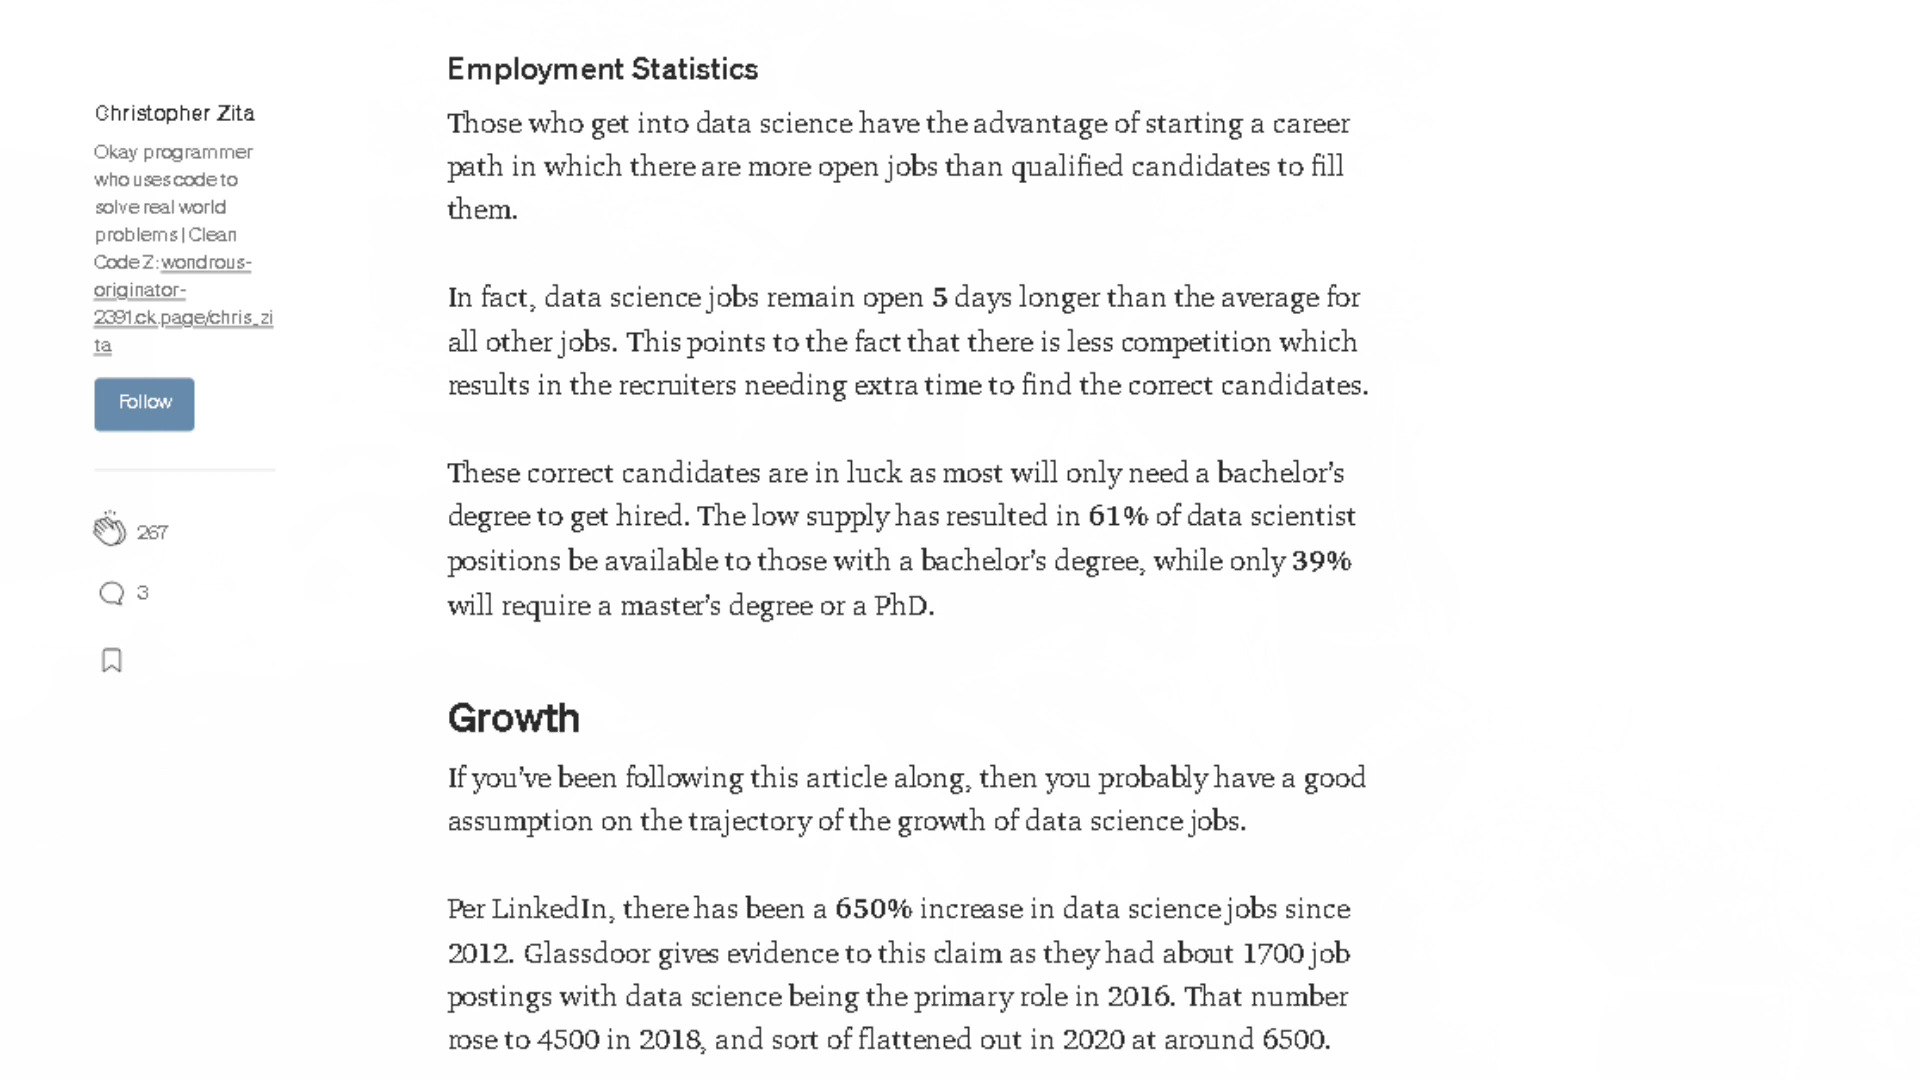 Christopher Zita
Okay programmer
who uses code to
solve real world
problems | Clean
Code Z: wondrous-
originator-
2391.ck.page/chris_zi
ta
Follow
267
3
Employment Statistics
Those who get into data science have the advantage of starting a career
path in which there are more open jobs than qualified candidates to fill
them.
In fact, data science jobs remain open 5 days longer than the average for
all other jobs. This points to the fact that there is less competition which
results in the recruiters needing extra time to find the correct candidates.
These correct candidates are in luck as most will only need a bachelor's
degree to get hired. The low supply has resulted in 61% of data scientist
positions be available to those with a bachelor's degree, while only 39%
will require a master's degree or a PhD.
Growth
If you've been following this article along, then you probably have a good
assumption on the trajectory of the growth of data science jobs.
Per LinkedIn, there has been a 650% increase in data science jobs since
2012. Glassdoor gives evidence to this claim as they had about 1700 job
postings with data science being the primary role in 2016. That number
rose to 4500 in 2018, and sort of flattened out in 2020 at around 6500.